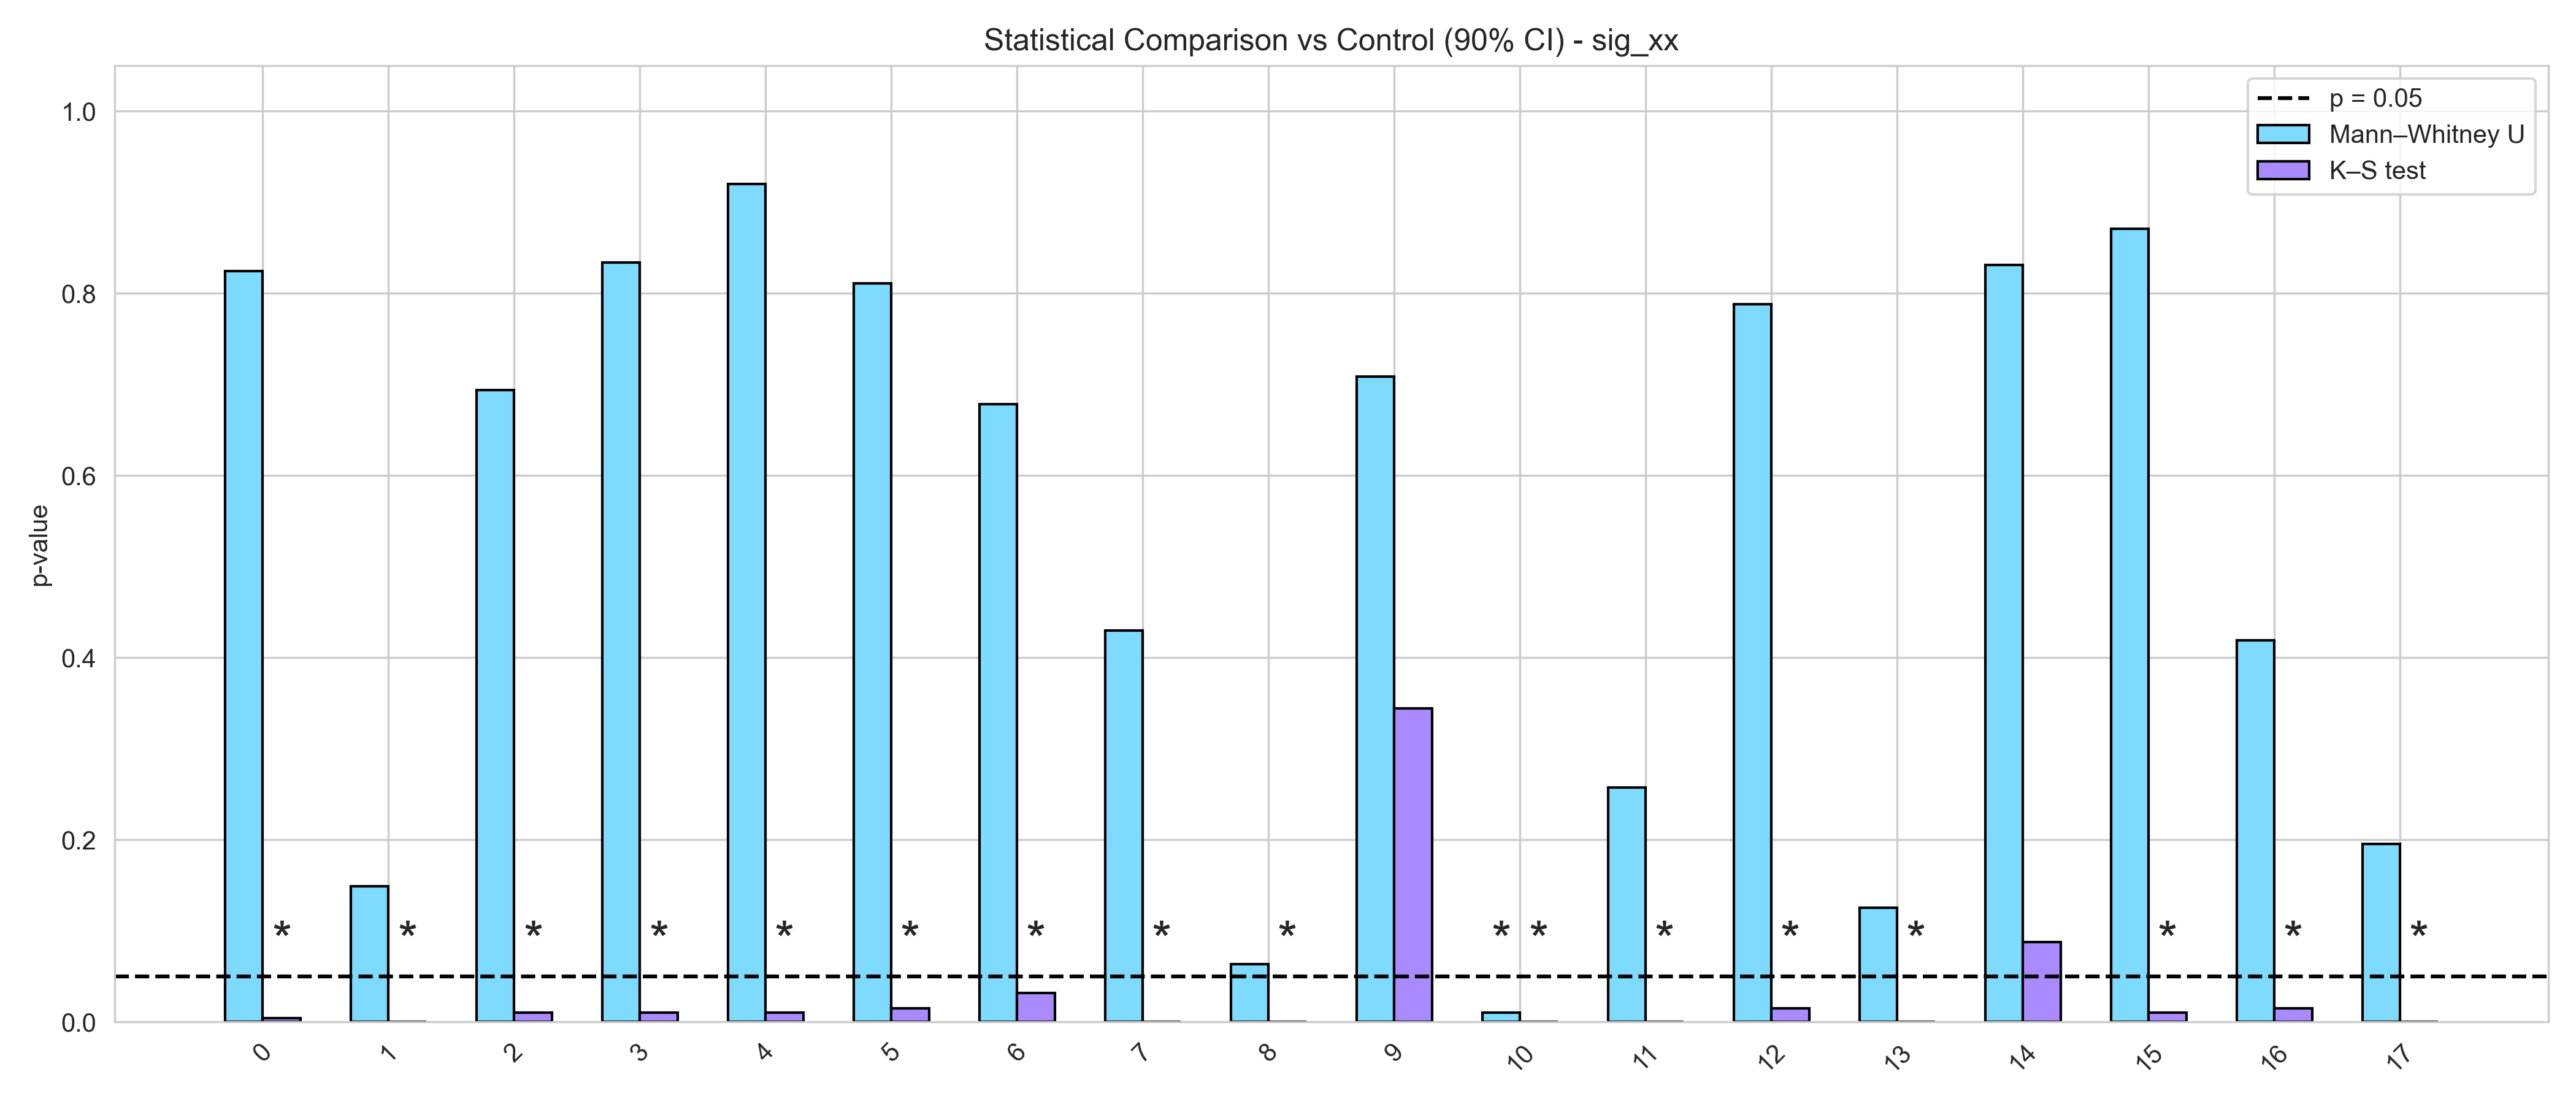 Statistical Comparison vs Control (90% CI) - sig_xx
p = 0.05
Mann–Whitney U
K–S test
p-value
1.0
0.8
0.6
0.4
0.2
0.0
* * * * * * * * * * * * * * * * *
0 1 2 3 4 5 6 7 8 9 10 11 12 13 14 15 16 17